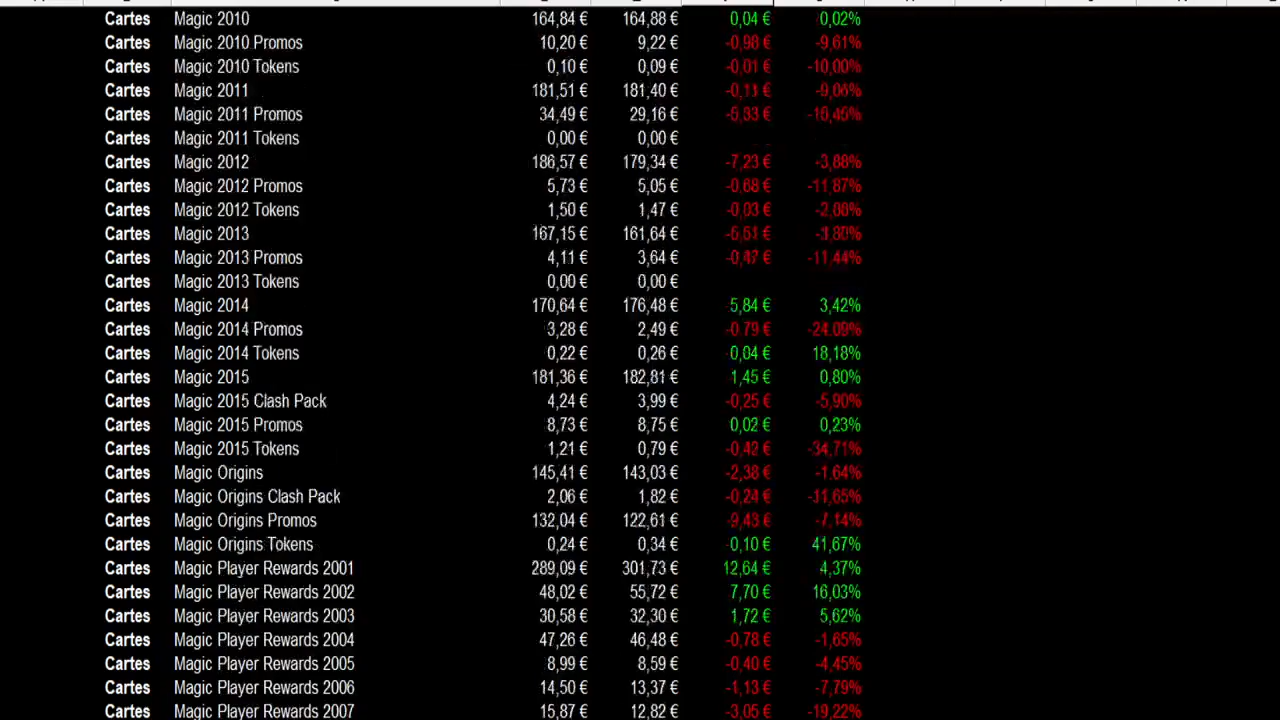 Cartes Magic 2010 164,84 € 164,88 € 0,04 € 0,02%
Cartes Magic 2010 Promos 10,20 € 9,22 € -0,98 € -9,61%
Cartes Magic 2010 Tokens 0,10 € 0,09 € -0,01 € -10,00%
Cartes Magic 2011 181,51 € 181,40 € -0,11 € -0,06%
Cartes Magic 2011 Promos 34,49 € 29,16 € -5,33 € -15,45%
Cartes Magic 2011 Tokens 0,00 € 0,00 €
Cartes Magic 2012 186,57 € 179,34 € -7,23 € -3,88%
Cartes Magic 2012 Promos 5,73 € 5,05 € -0,68 € -11,87%
Cartes Magic 2012 Tokens 1,50 € 1,47 € -0,03 € -2,00%
Cartes Magic 2013 167,15 € 161,64 € -5,51 € -3,30%
Cartes Magic 2013 Promos 4,11 € 3,64 € -0,47 € -11,44%
Cartes Magic 2013 Tokens 0,00 € 0,00 €
Cartes Magic 2014 170,64 € 176,48 € 5,84 € 3,42%
Cartes Magic 2014 Promos 3,28 € 2,49 € -0,79 € -24,09%
Cartes Magic 2014 Tokens 0,22 € 0,26 € 0,04 € 18,18%
Cartes Magic 2015 181,36 € 182,81 € 1,45 € 0,80%
Cartes Magic 2015 Clash Pack 4,24 € 3,99 € -0,25 € -5,90%
Cartes Magic 2015 Promos 8,73 € 8,75 € 0,02 € 0,23%
Cartes Magic 2015 Tokens 1,21 € 0,79 € -0,42 € -34,71%
Cartes Magic Origins 145,41 € 143,03 € -2,38 € -1,64%
Cartes Magic Origins Clash Pack 2,06 € 1,82 € -0,24 € -11,65%
Cartes Magic Origins Promos 132,04 € 122,61 € -9,43 € -7,14%
Cartes Magic Origins Tokens 0,24 € 0,34 € 0,10 € 41,67%
Cartes Magic Player Rewards 2001 289,09 € 301,73 € 12,64 € 4,37%
Cartes Magic Player Rewards 2002 48,02 € 55,72 € 7,70 € 16,03%
Cartes Magic Player Rewards 2003 30,58 € 32,30 € 1,72 € 5,62%
Cartes Magic Player Rewards 2004 47,26 € 46,48 € -0,78 € -1,65%
Cartes Magic Player Rewards 2005 8,99 € 8,59 € -0,40 € -4,45%
Cartes Magic Player Rewards 2006 14,50 € 13,37 € -1,13 € -7,79%
Cartes Magic Player Rewards 2007 15,87 € 12,82 € -3,05 € -19,22%